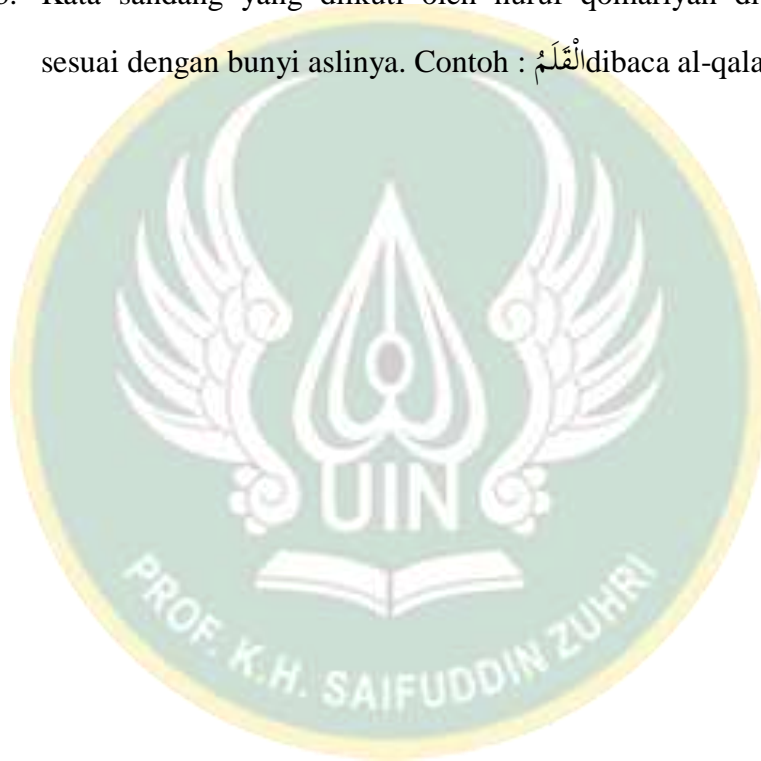 Kata sandang yang diikuti oleh huruf qomariyah di
sesuai dengan bunyi aslinya. Contoh : الْقَلَمُdibaca al-qala
UIN
PROF. K.H. SAIFUDDIN ZUHRI